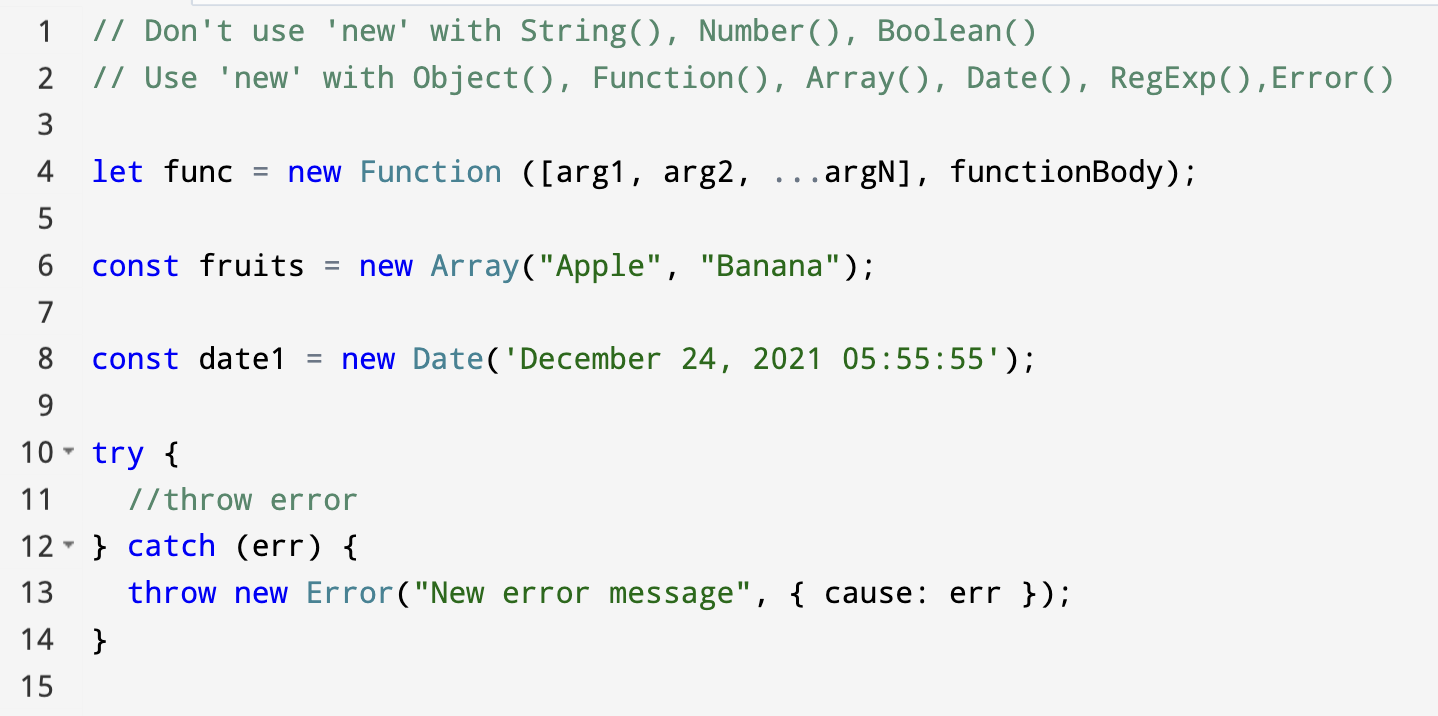 1 // Don't use 'new' with String(), Number(), Boolean()
2 // Use 'new' with Object(), Function(), Array(), Date(), RegExp(),Error()
3
4 let func = new Function ([arg1, arg2, ...argN], functionBody);
5
6 const fruits = new Array("Apple", "Banana");
7
8 const date1 = new Date('December 24, 2021 05:55:55');
9
10 try {
11   //throw error
12 } catch (err) {
13   throw new Error("New error message", { cause: err });
14 }
15